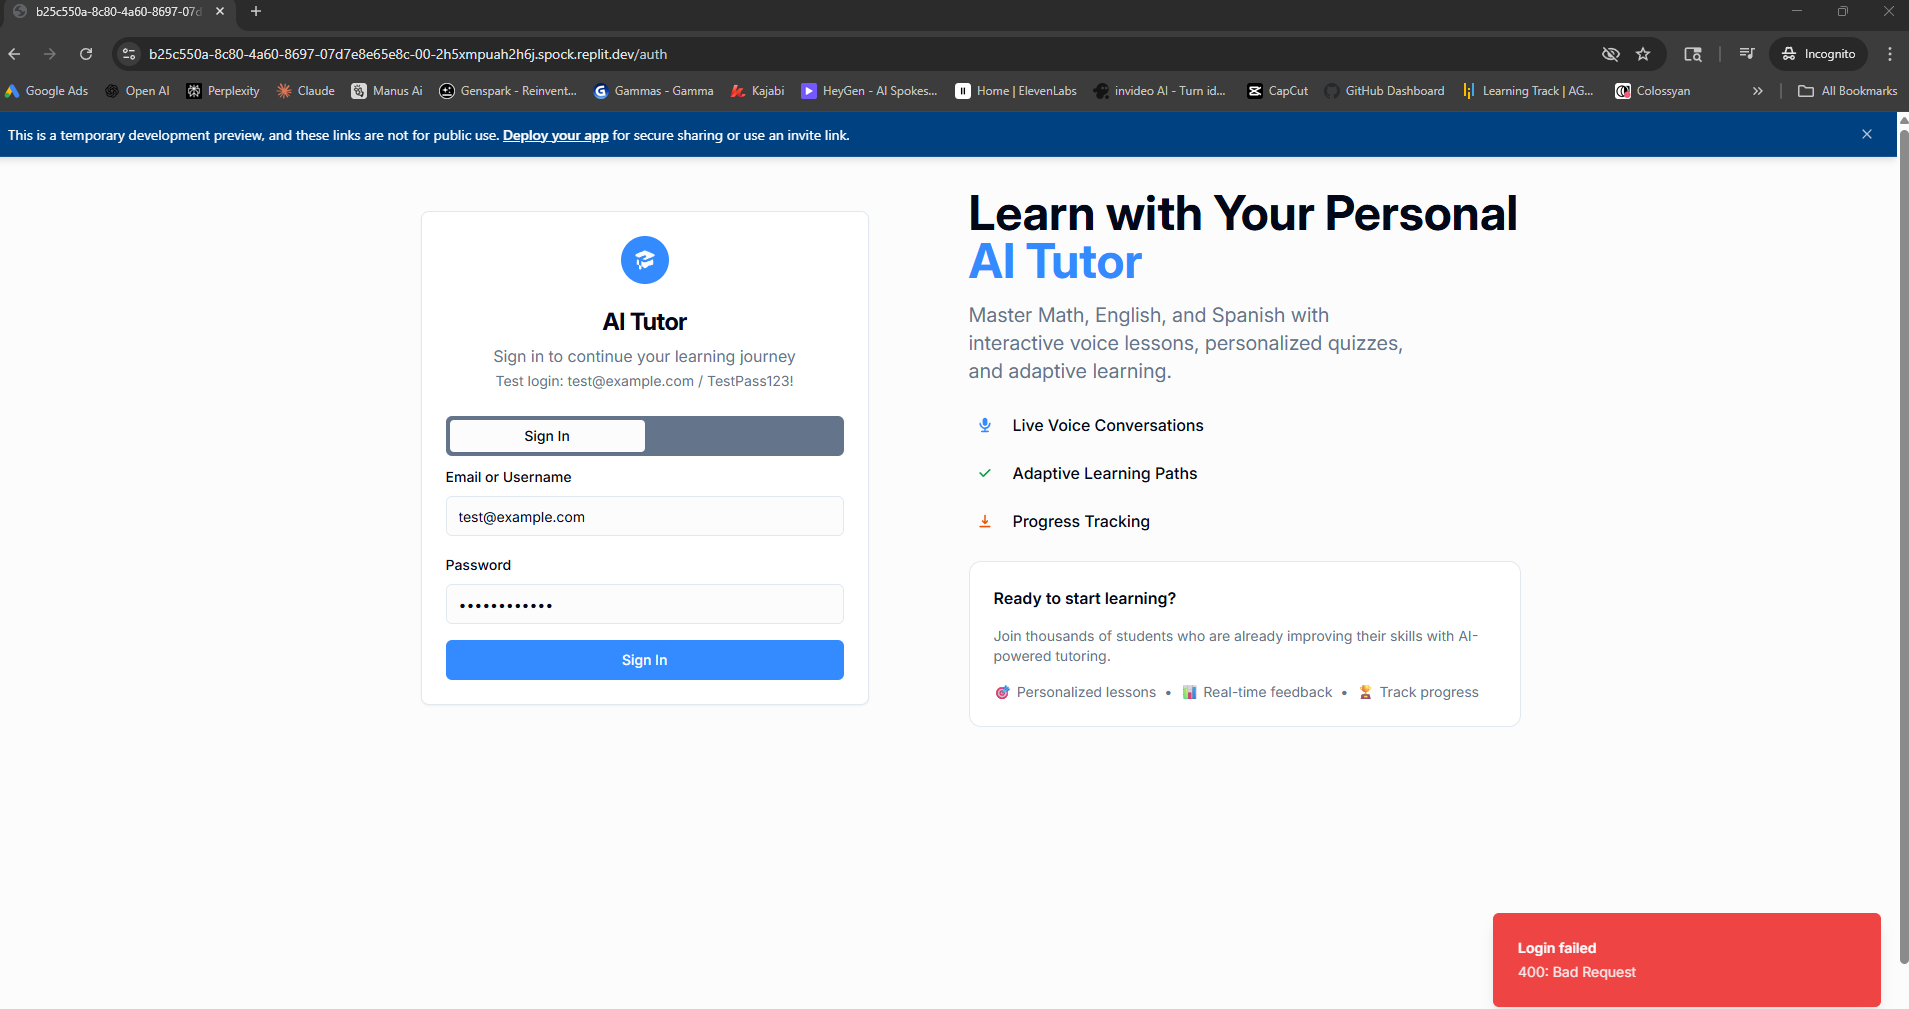 b25c550a-8c80-4a60-8697-07d
b25c550a-8c80-4a60-8697-07d7e8e65e8c-00-2h5xmpuah2h6j.spock.replit.dev/auth
Incognito
Google Ads
Open AI
Perplexity
Claude
Manus Ai
Genspark - Reinvent...
Gammas - Gamma
Kajabi
HeyGen - AI Spokes...
Home | ElevenLabs
invideo AI - Turn id...
CapCut
GitHub Dashboard
Learning Track | AG...
Colossyan
All Bookmarks
This is a temporary development preview, and these links are not for public use. Deploy your app for secure sharing or use an invite link.
AI Tutor
Sign in to continue your learning journey
Test login: test@example.com / TestPass123!
Sign In
Email or Username
test@example.com
Password
••••••••••••
Sign In
Learn with Your Personal
AI Tutor
Master Math, English, and Spanish with
interactive voice lessons, personalized quizzes,
and adaptive learning.
Live Voice Conversations
Adaptive Learning Paths
Progress Tracking
Ready to start learning?
Join thousands of students who are already improving their skills with AI-
powered tutoring.
🎯 Personalized lessons • 📊 Real-time feedback • 🏆 Track progress
Login failed
400: Bad Request